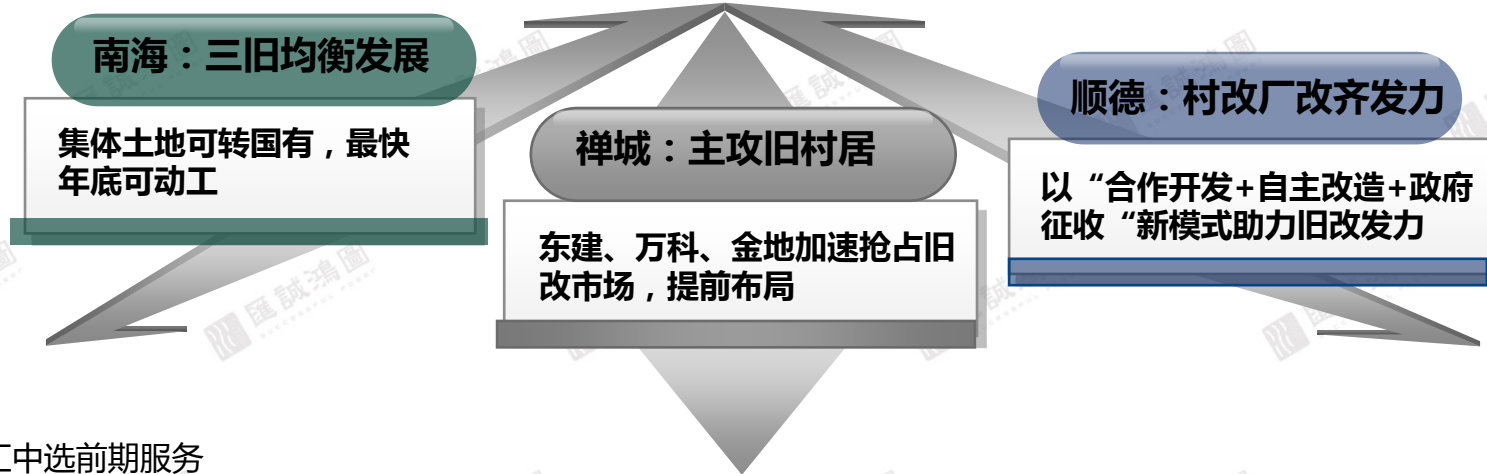 南海：三旧均衡发展
集体土地可转国有，最快
年底可动工
禅城：主攻旧村居
东建、万科、金地加速抢占旧
改市场，提前布局
顺德：村改厂改齐发力
以“合作开发+自主改造+政府
征收“新模式助力旧改发力
中选前期服务
匯誠鴻圖